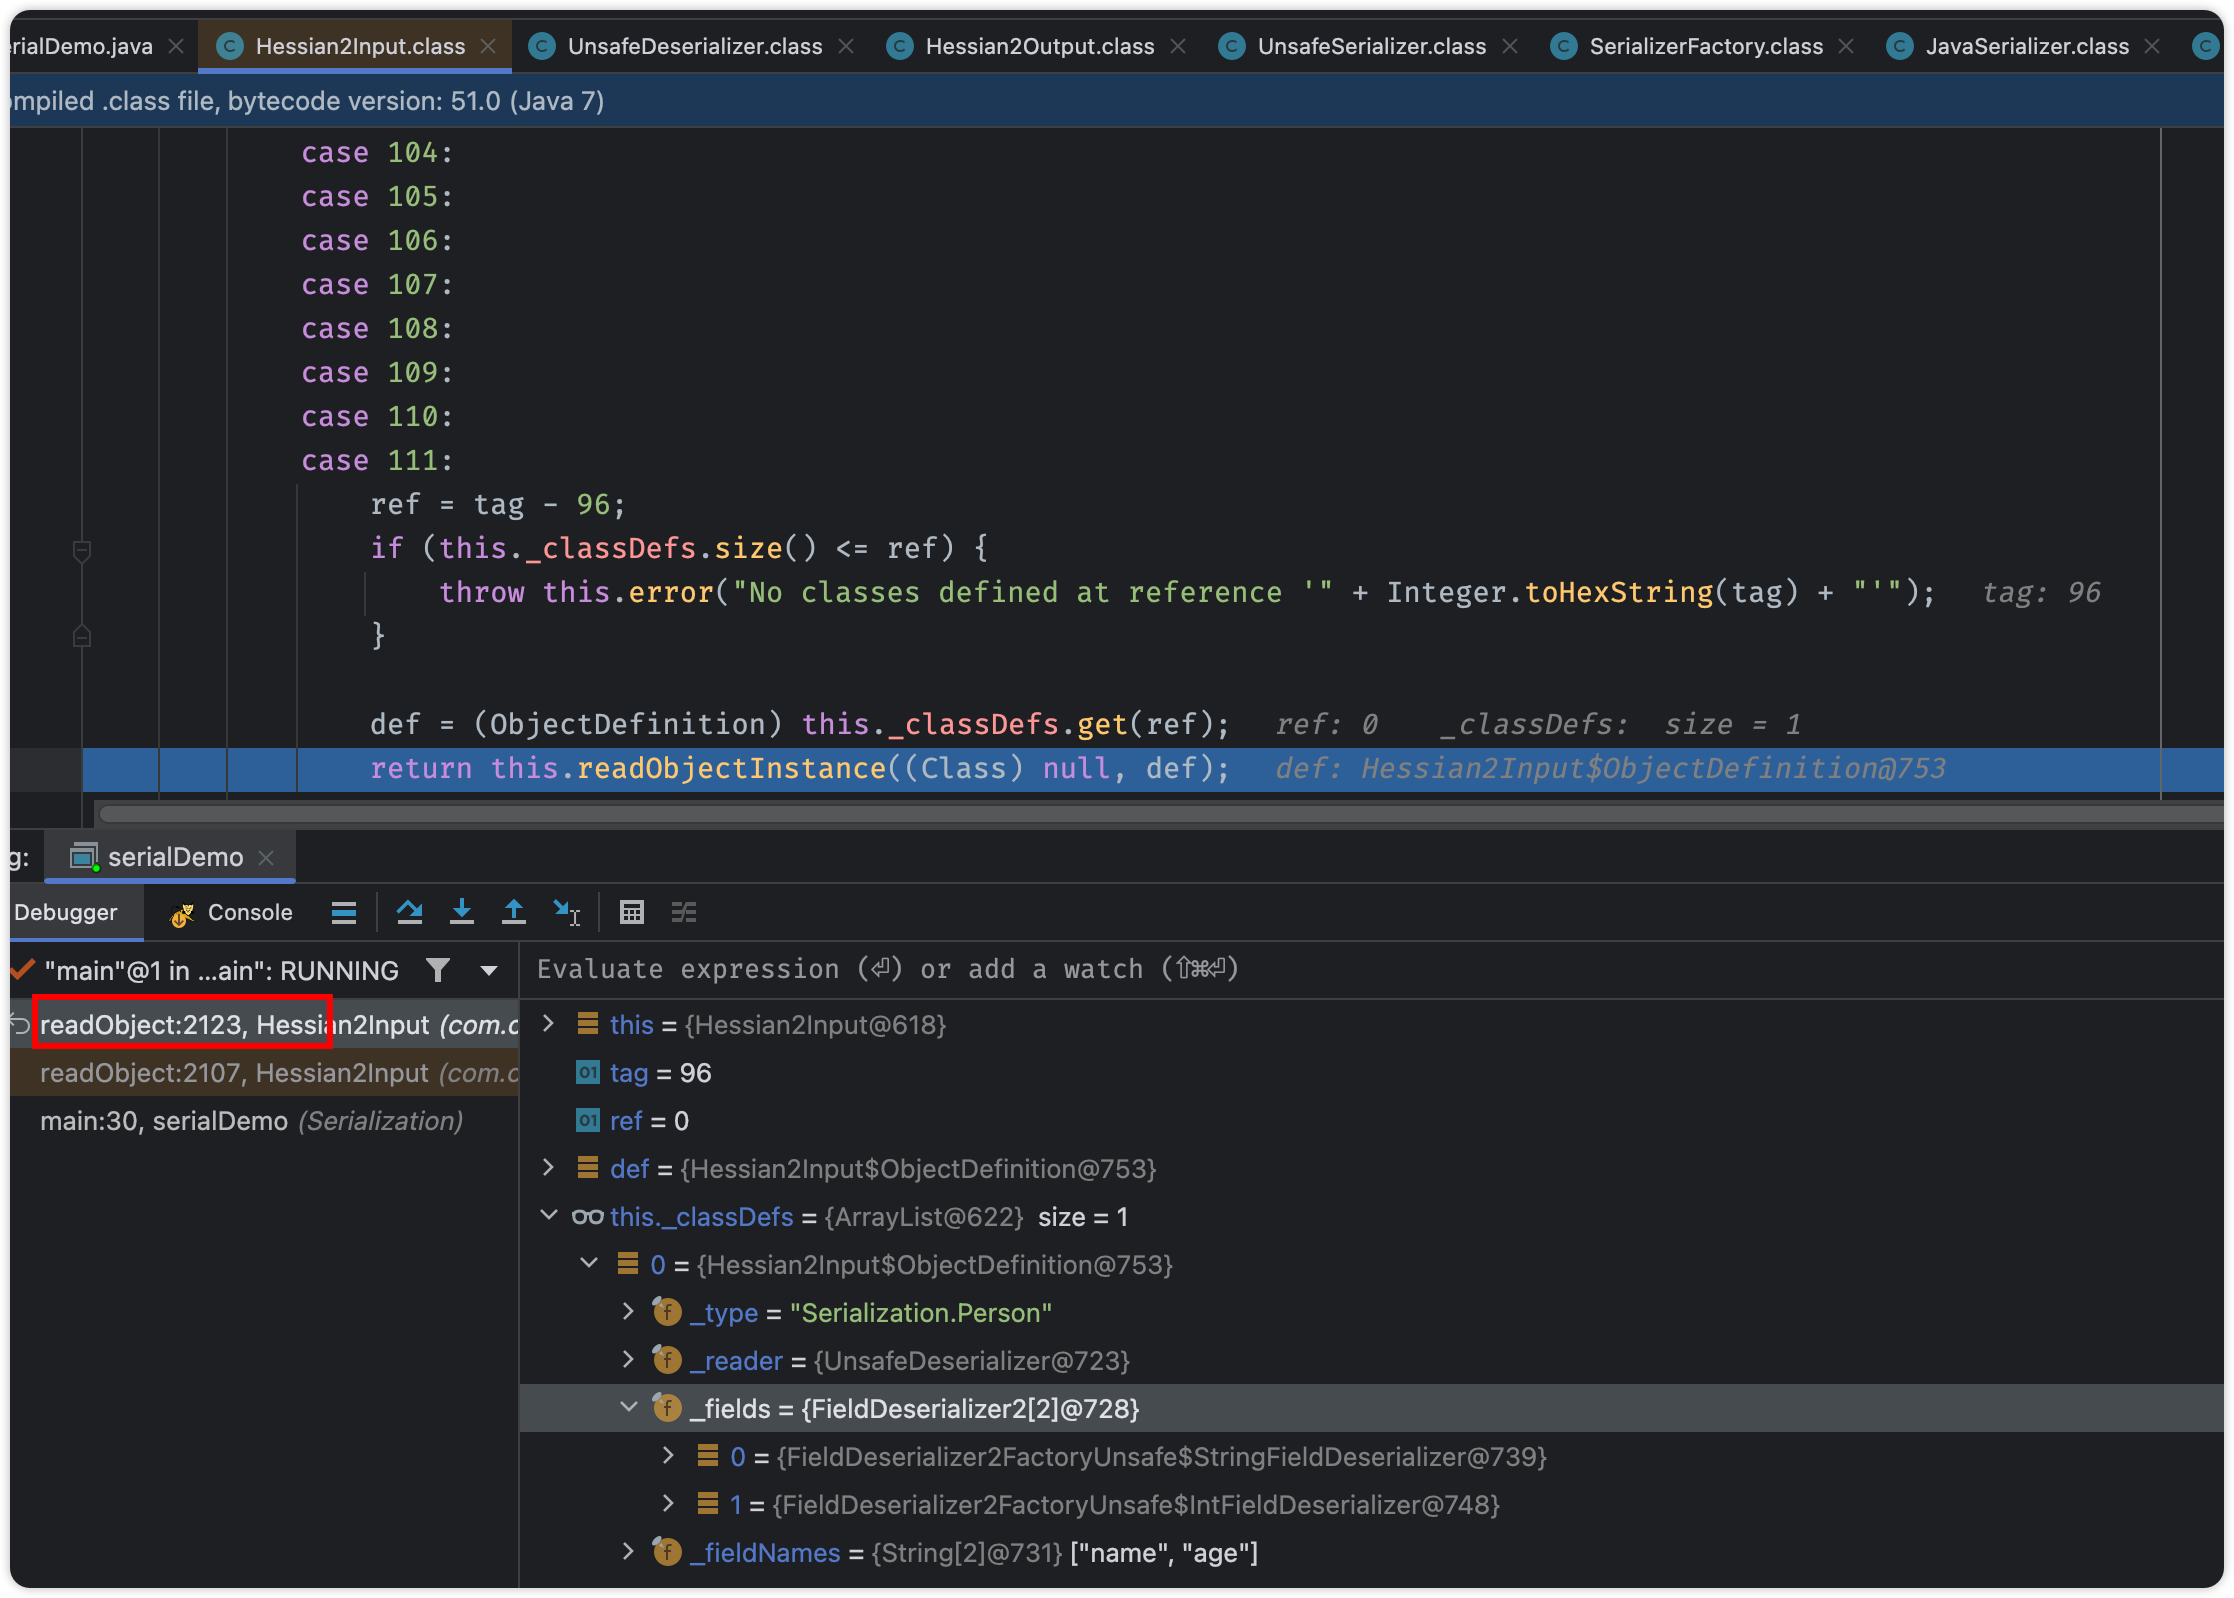 erialDemo.java Hessian2Input.class UnsafeDeserializer.class Hessian2Output.class UnsafeSerializer.class SerializerFactory.class JavaSerializer.class
ompiled .class file, bytecode version: 51.0 (Java 7)
case 104:
case 105:
case 106:
case 107:
case 108:
case 109:
case 110:
case 111:
ref = tag - 96;
if (this._classDefs.size() <= ref) {
throw this.error("No classes defined at reference '" + Integer.toHexString(tag) + "'"); tag: 96
}
def = (ObjectDefinition) this._classDefs.get(ref); ref: 0 _classDefs: size = 1
return this.readObjectInstance((Class) null, def); def: Hessian2Input$ObjectDefinition@753
g: serialDemo
Debugger Console
"main"@1 in ...ain": RUNNING
Evaluate expression (⏎) or add a watch (⇧⌘⏎)
readObject:2123, Hessian2Input (com.c
readObject:2107, Hessian2Input (com.c
main:30, serialDemo (Serialization)
this = {Hessian2Input@618}
01 tag = 96
01 ref = 0
def = {Hessian2Input$ObjectDefinition@753}
this._classDefs = {ArrayList@622} size = 1
0 = {Hessian2Input$ObjectDefinition@753}
_type = "Serialization.Person"
_reader = {UnsafeDeserializer@723}
_fields = {FieldDeserializer2[2]@728}
0 = {FieldDeserializer2FactoryUnsafe$StringFieldDeserializer@739}
1 = {FieldDeserializer2FactoryUnsafe$IntFieldDeserializer@748}
_fieldNames = {String[2]@731} ["name", "age"]